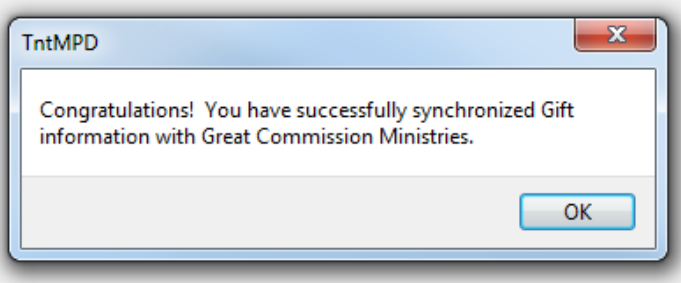 TntMPD
Congratulations!  You have successfully synchronized Gift
information with Great Commission Ministries.
OK